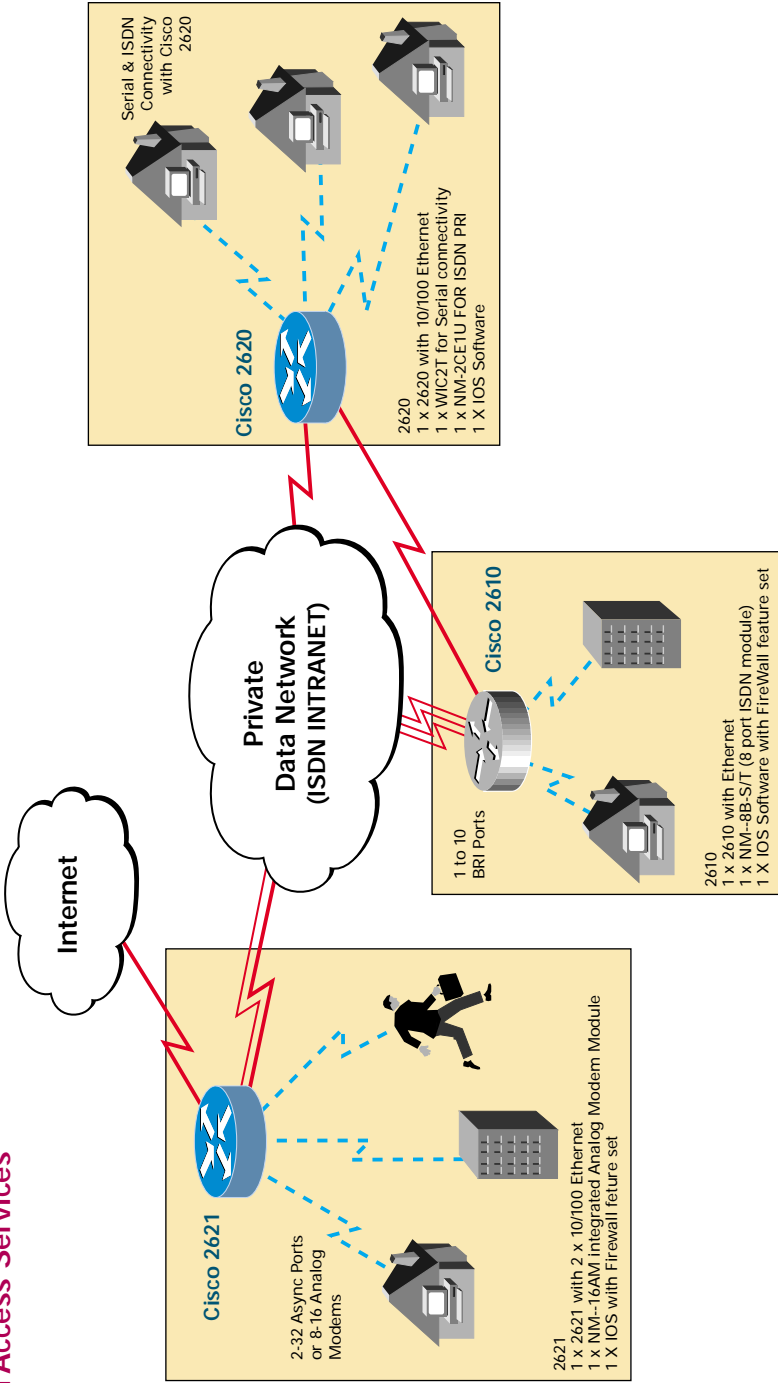 Access Services
Internet
Cisco 2621
2-32 Async Ports
or 8-16 Analog
Modems
2621
1 x 2621 with 2 x 10/100 Ethernet
1 x NM--16AM integrated Analog Modem Module
1 X IOS with Firewall feture set
Private
Data Network
(ISDN INTRANET)
1 to 10
BRI Ports
Cisco 2610
2610
1 x 2610 with Ethernet
1 x NM--8B-S/T (8 port ISDN module)
1 X IOS Software with FireWall feature set
Serial & ISDN
Connectivity
with Cisco
2620
Cisco 2620
2620
1 x 2620 with 10/100 Ethernet
1 x WIC2T for Serial connectivity
1 x NM-2CE1U FOR ISDN PRI
1 X IOS Software